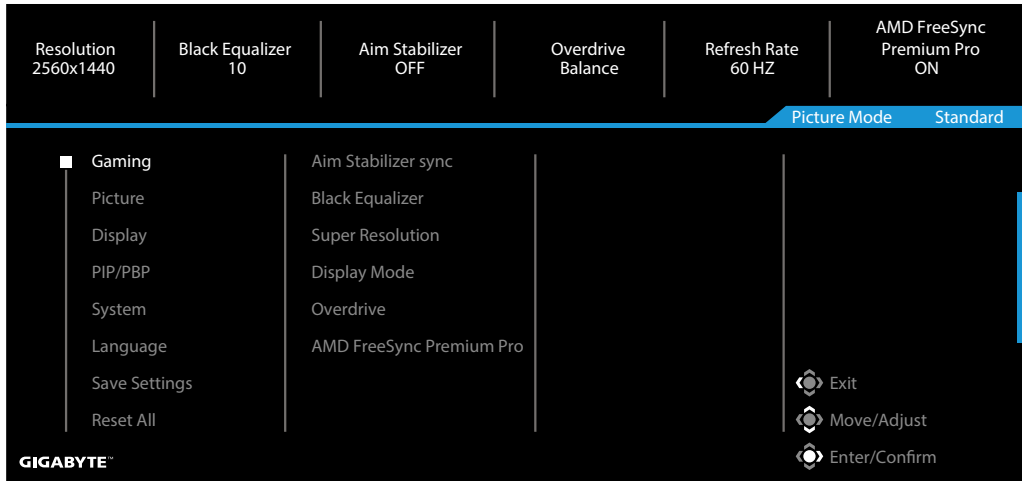 Resolution
2560x1440
Black Equalizer
10
Aim Stabilizer
OFF
Overdrive
Balance
Refresh Rate
60 HZ
AMD FreeSync
Premium Pro
ON
Picture Mode Standard
Gaming
Picture
Display
PIP/PBP
System
Language
Save Settings
Reset All
Aim Stabilizer sync
Black Equalizer
Super Resolution
Display Mode
Overdrive
AMD FreeSync Premium Pro
Exit
Move/Adjust
Enter/Confirm
GIGABYTE™